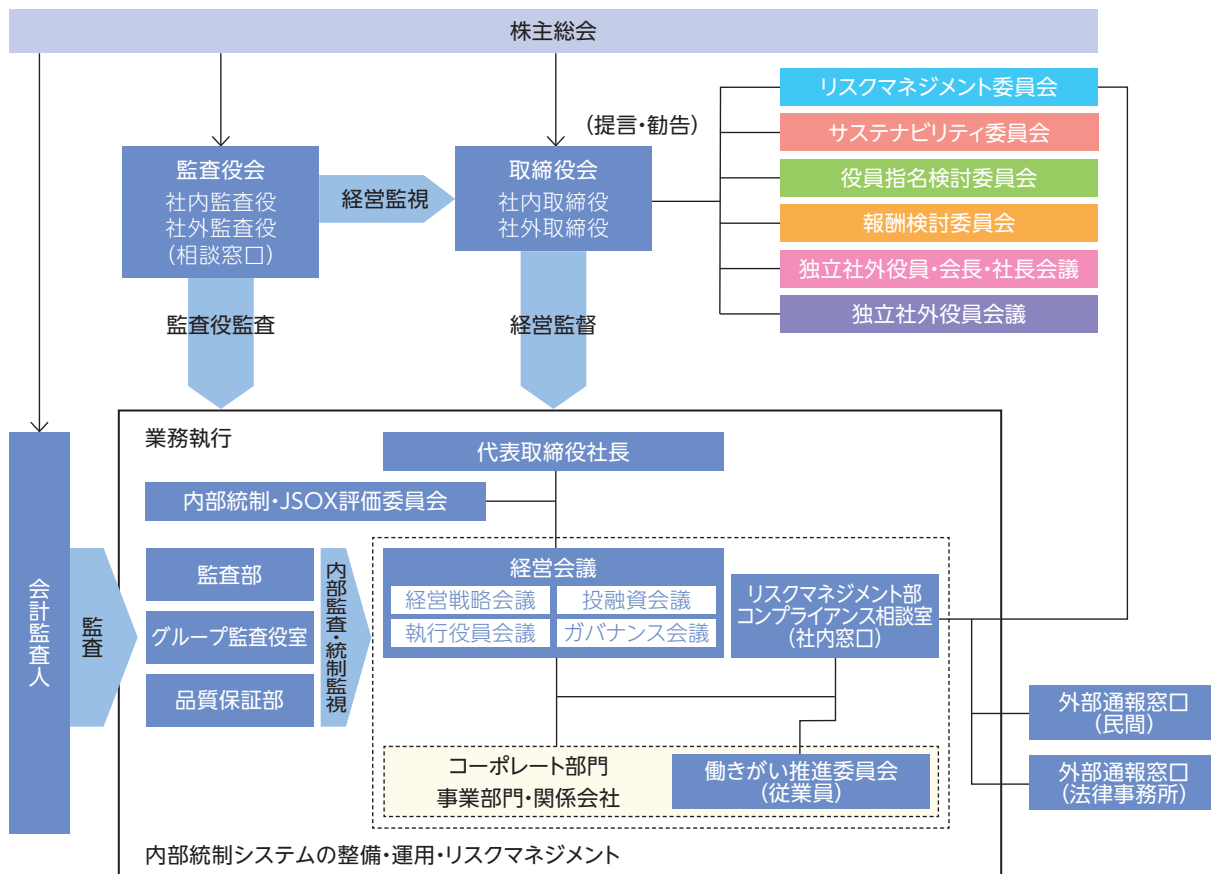 株主総会
(提言・勧告)
リスクマネジメント委員会
サステナビリティ委員会
役員指名検討委員会
報酬検討委員会
独立社外役員・会長・社長会議
独立社外役員会議
監査役会
社内監査役
社外監査役
(相談窓口)
経営監視
取締役会
社内取締役
社外取締役
監査役監査
経営監督
業務執行
代表取締役社長
内部統制・JSOX評価委員会
会計監査人
監査
監査部
グループ監査役室
品質保証部
内部監査・統制監視
経営会議
経営戦略会議
投融資会議
執行役員会議
ガバナンス会議
リスクマネジメント部
コンプライアンス相談室
(社内窓口)
コーポレート部門
事業部門・関係会社
働きがい推進委員会
(従業員)
外部通報窓口
(民間)
外部通報窓口
(法律事務所)
内部統制システムの整備・運用・リスクマネジメント